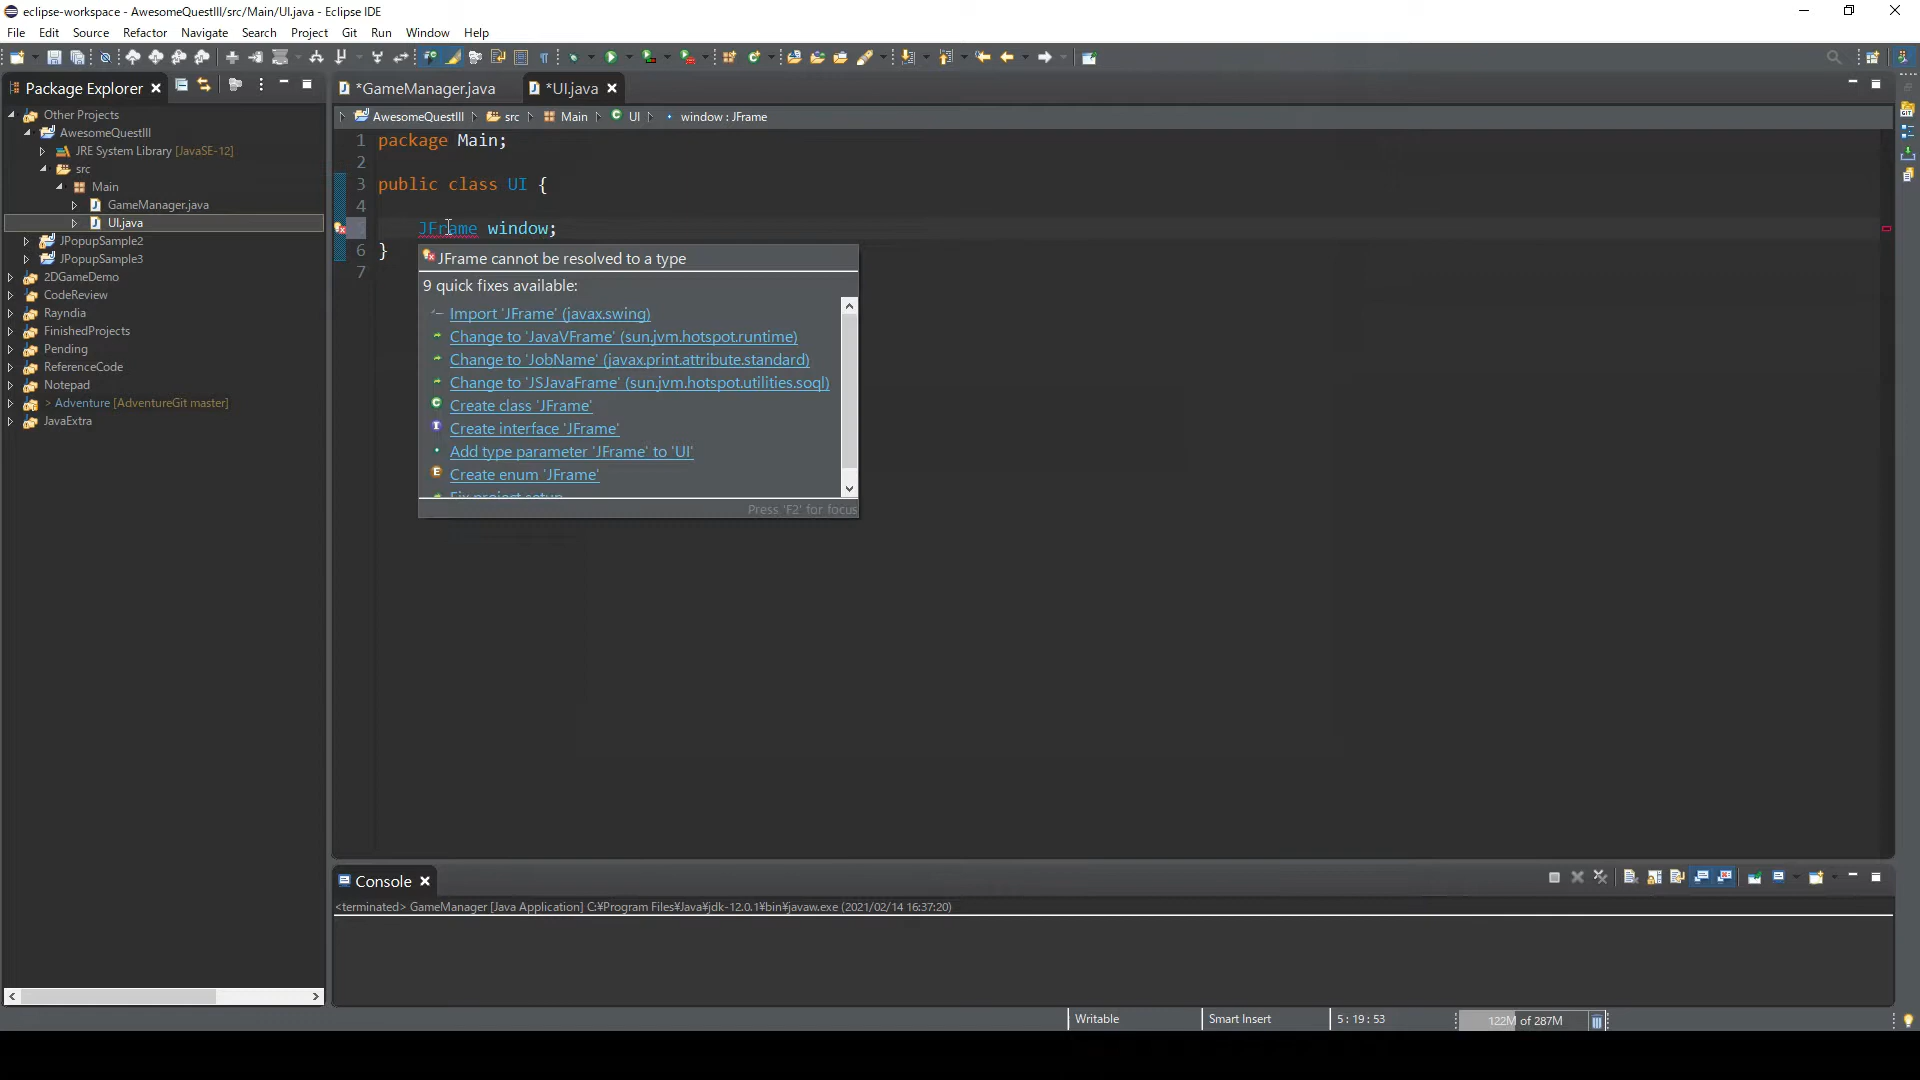 eclipse-workspace - AwesomeQuestIII/src/Main/UI.java - Eclipse IDE
File Edit Source Refactor Navigate Search Project Git Run Window Help
Package Explorer
*GameManager.java
*UI.java
AwesomeQuestIII src Main UI window : JFrame
Other Projects
AwesomeQuestIII
JRE System Library [JavaSE-12]
src
Main
GameManager.java
UI.java
JPopupSample2
JPopupSample3
2DGameDemo
CodeReview
Rayndia
FinishedProjects
Pending
ReferenceCode
Notepad
> Adventure [AdventureGit master]
JavaExtra
1 package Main;
2
3 public class UI {
4
JFrame window;
6 }
7
JFrame cannot be resolved to a type
9 quick fixes available:
Import 'JFrame' (javax.swing)
Change to 'JavaVFrame' (sun.jvm.hotspot.runtime)
Change to 'JobName' (javax.print.attribute.standard)
Change to 'JSJavaFrame' (sun.jvm.hotspot.utilities.soql)
Create class 'JFrame'
Create interface 'JFrame'
Add type parameter 'JFrame' to 'UI'
Create enum 'JFrame'
Fix project setup...
Press 'F2' for focus
Console
<terminated> GameManager [Java Application] C:¥Program Files¥Java¥jdk-12.0.1¥bin¥javaw.exe (2021/02/14 16:37:20)
Writable Smart Insert 5 : 19 : 53 122M of 287M